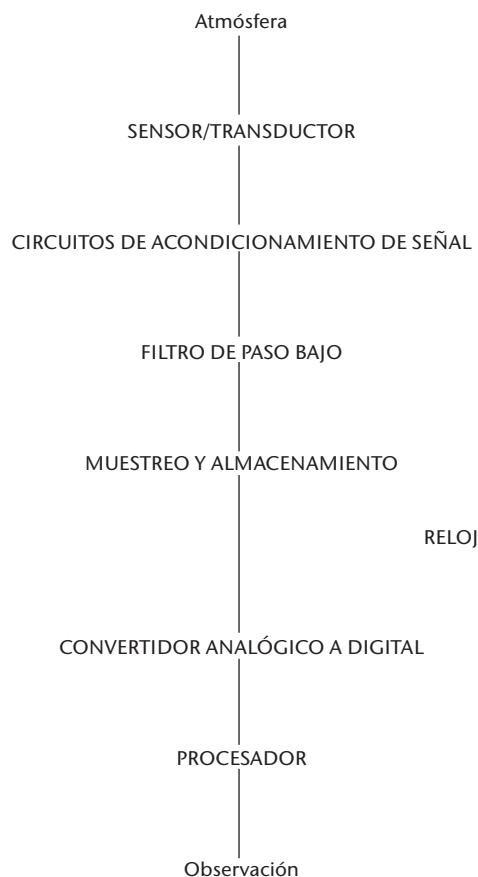 Atmósfera
SENSOR/TRANSDUCTOR
CIRCUITOS DE ACONDICIONAMIENTO DE SEÑAL
FILTRO DE PASO BAJO
MUESTREO Y ALMACENAMIENTO
RELOJ
CONVERTIDOR ANALÓGICO A DIGITAL
PROCESADOR
Observación